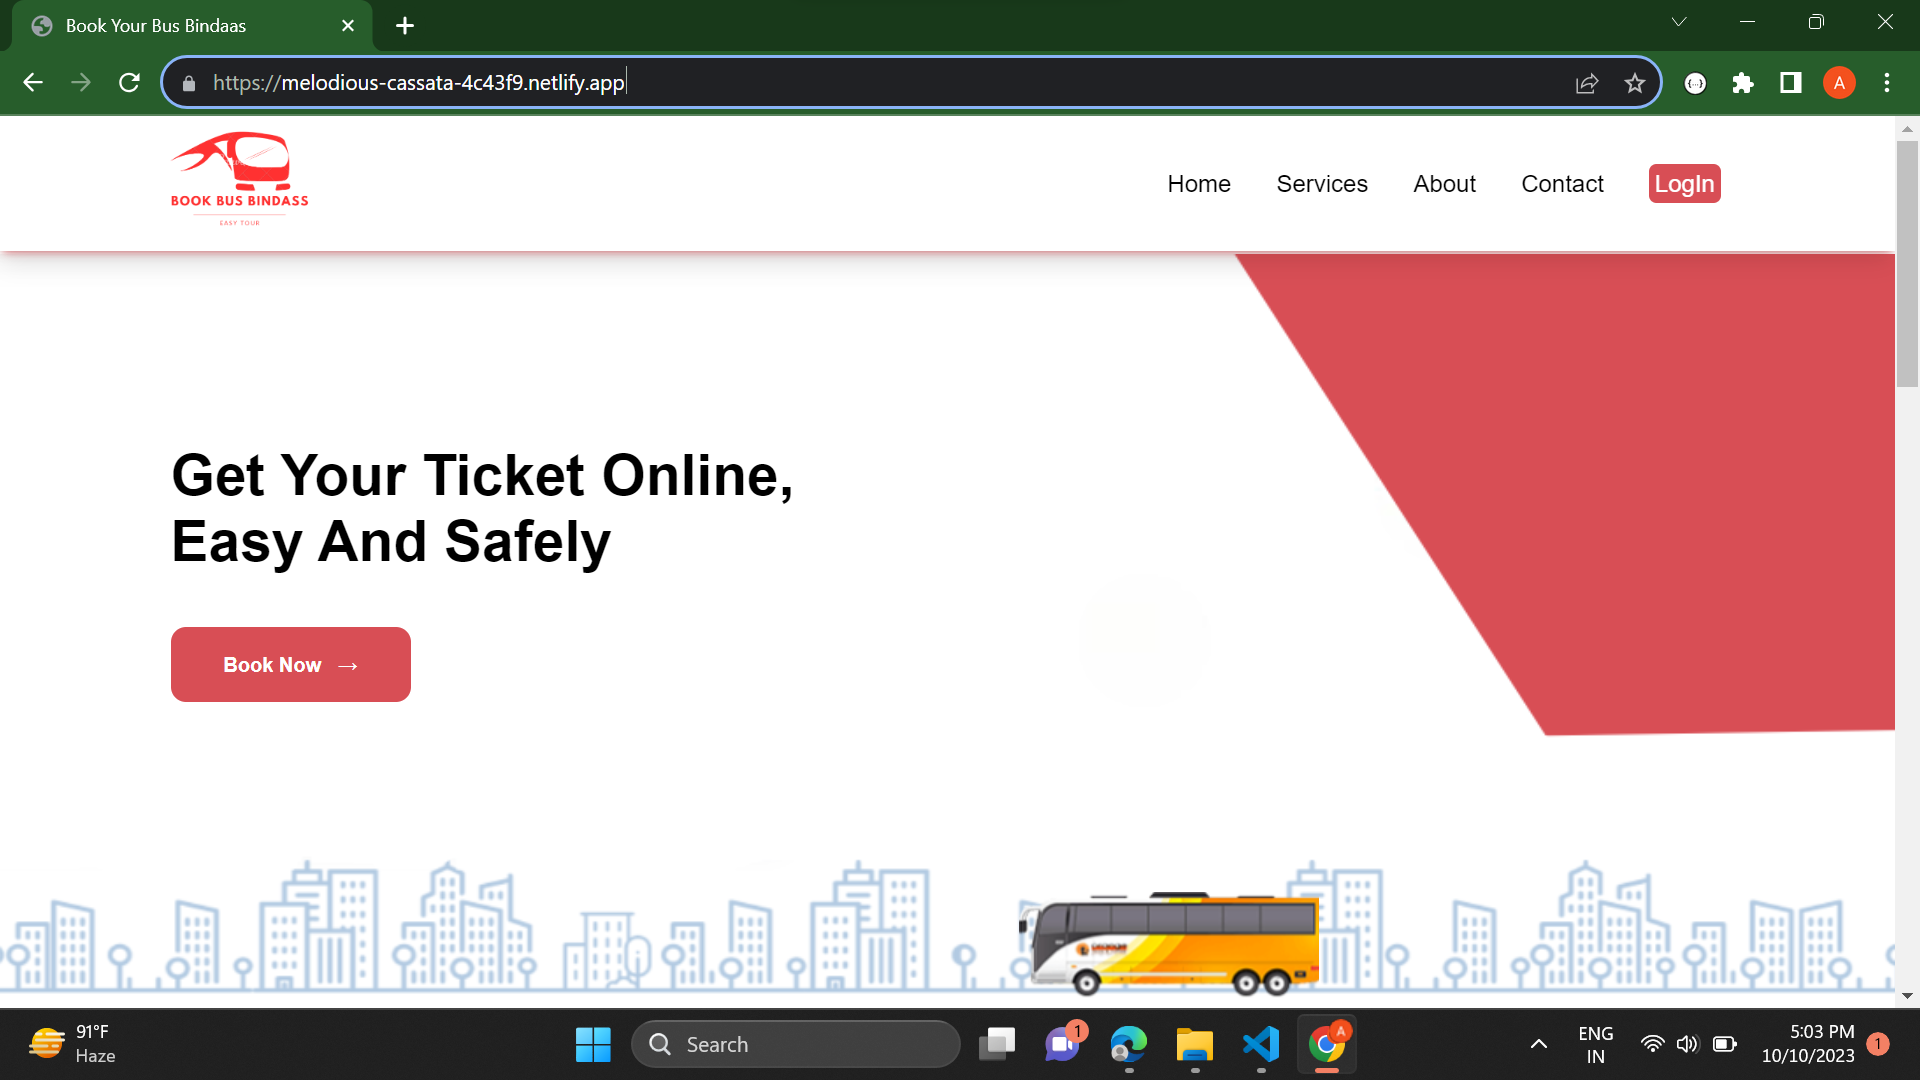 Book Your Bus Bindaas
https://melodious-cassata-4c43f9.netlify.app
A
BOOK BUS BINDASS
EASY TOUR
Home Services About Contact LogIn
Get Your Ticket Online,
Easy And Safely
Book Now →
91°F
Haze
Search
1
A
ENG
IN
5:03 PM
10/10/2023
1